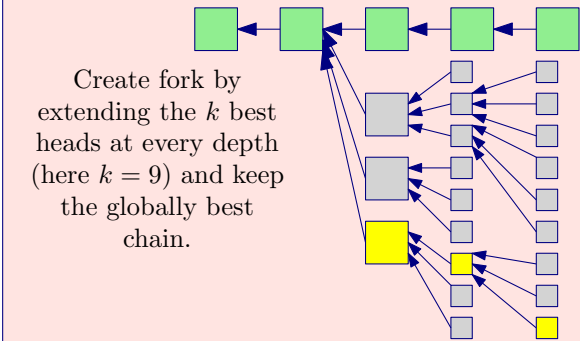 Create fork by
extending the k best
heads at every depth
(here k = 9) and keep
the globally best
chain.